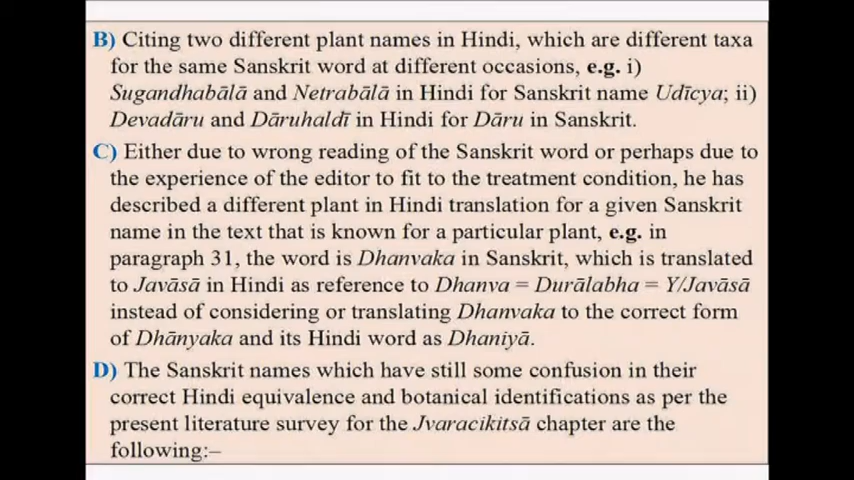 B) Citing two different plant names in Hindi, which are different taxa
for the same Sanskrit word at different occasions, e.g. i)
Sugandhabālā and Netrabālā in Hindi for Sanskrit name Udīcya; ii)
Devadāru and Dāruhaldī in Hindi for Dāru in Sanskrit.
C) Either due to wrong reading of the Sanskrit word or perhaps due to
the experience of the editor to fit to the treatment condition, he has
described a different plant in Hindi translation for a given Sanskrit
name in the text that is known for a particular plant, e.g. in
paragraph 31, the word is Dhanvaka in Sanskrit, which is translated
to Javāsā in Hindi as reference to Dhanva = Durālabha = Y/Javāsā
instead of considering or translating Dhanvaka to the correct form
of Dhānyaka and its Hindi word as Dhaniyā.
D) The Sanskrit names which have still some confusion in their
correct Hindi equivalence and botanical identifications as per the
present literature survey for the Jvaracikitsā chapter are the
following:–